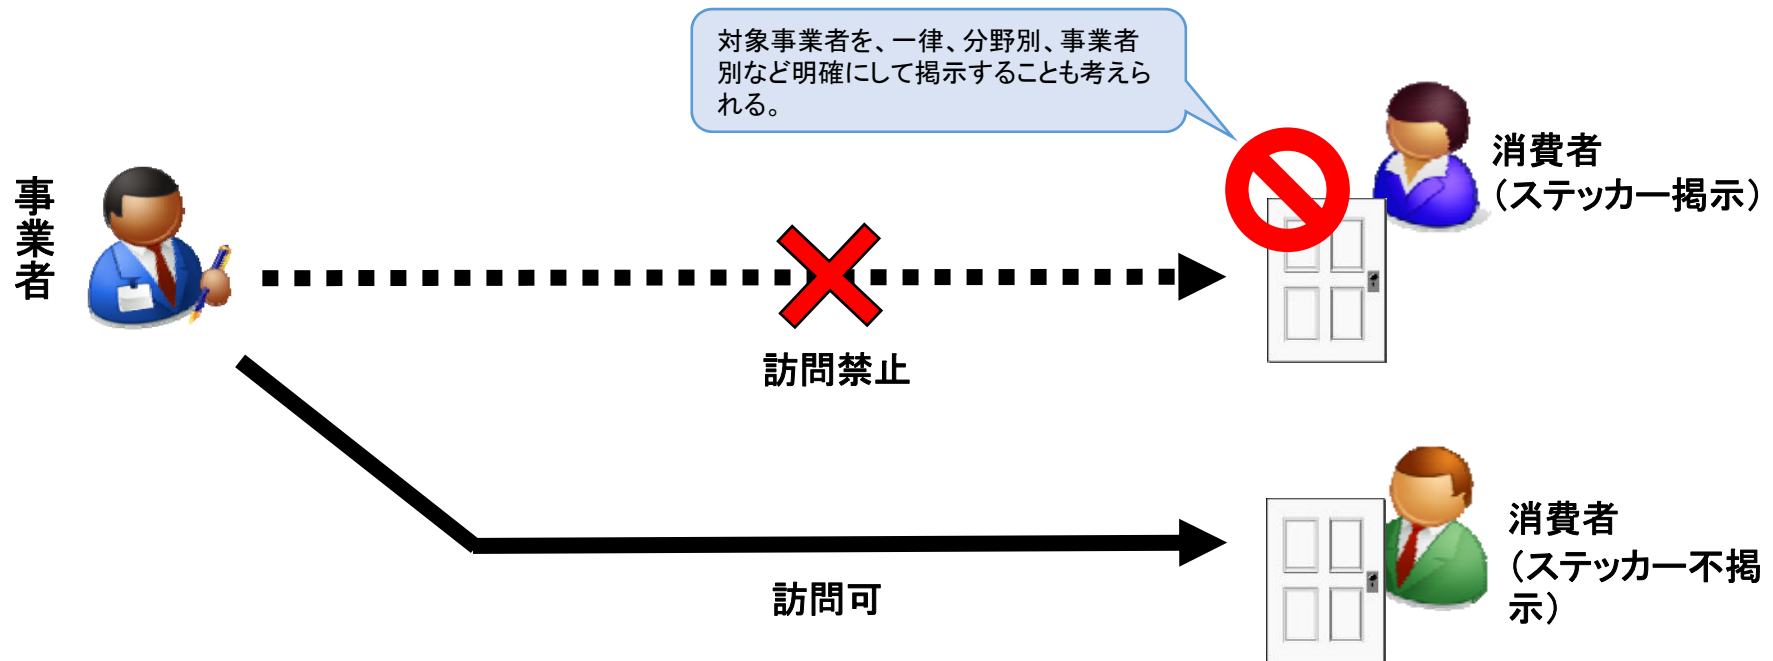 対象事業者を、一律、分野別、事業者
別など明確にして掲示することも考えら
れる。
消費者
（ステッカー掲示）
事業者
訪問禁止
消費者
（ステッカー不掲
示）
訪問可